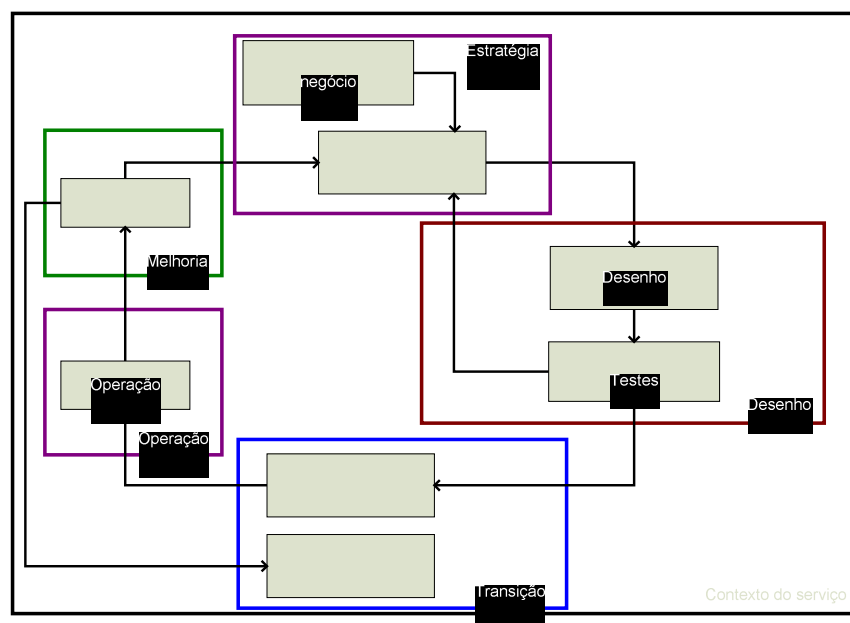 Estratégia
negócio
Melhoria
Desenho
Operação
Testes
Desenho
Operação
Transição
Contexto do serviço